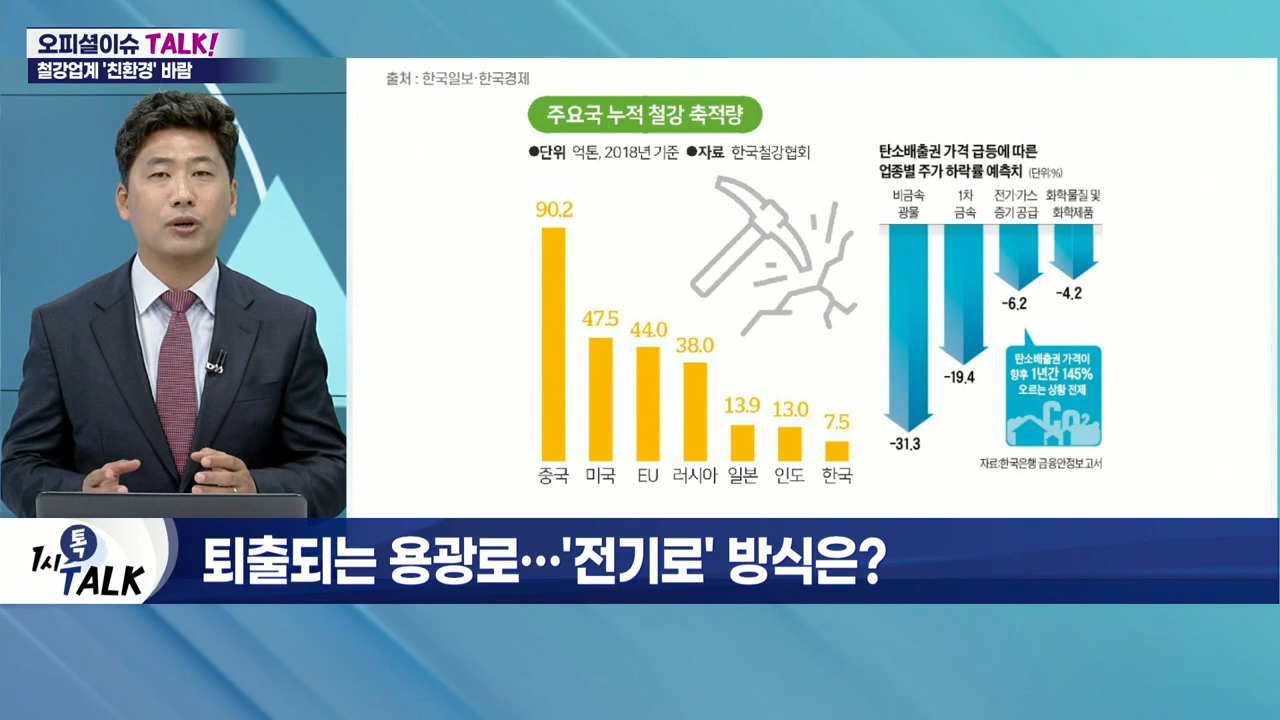 오피셜이슈 TALK!
철강업계 '친환경' 바람
출처 : 한국일보·한국경제
주요국 누적 철강 축적량
●단위 억톤, 2018년 기준 ●자료 한국철강협회
90.2
47.5
44.0
38.0
13.9
13.0
7.5
중국 미국 EU 러시아 일본 인도 한국
탄소배출권 가격 급등에 따른
업종별 주가 하락률 예측치 (단위:%)
비금속 1차 전기·가스 화학물질 및
광물 금속 증기 공급 화학제품
-31.3
-19.4
-6.2
-4.2
탄소배출권 가격이
향후 1년간 145%
오르는 상황 전제
CO2
자료:한국은행 금융안정보고서
1시 톡 TALK
퇴출되는 용광로…'전기로' 방식은?